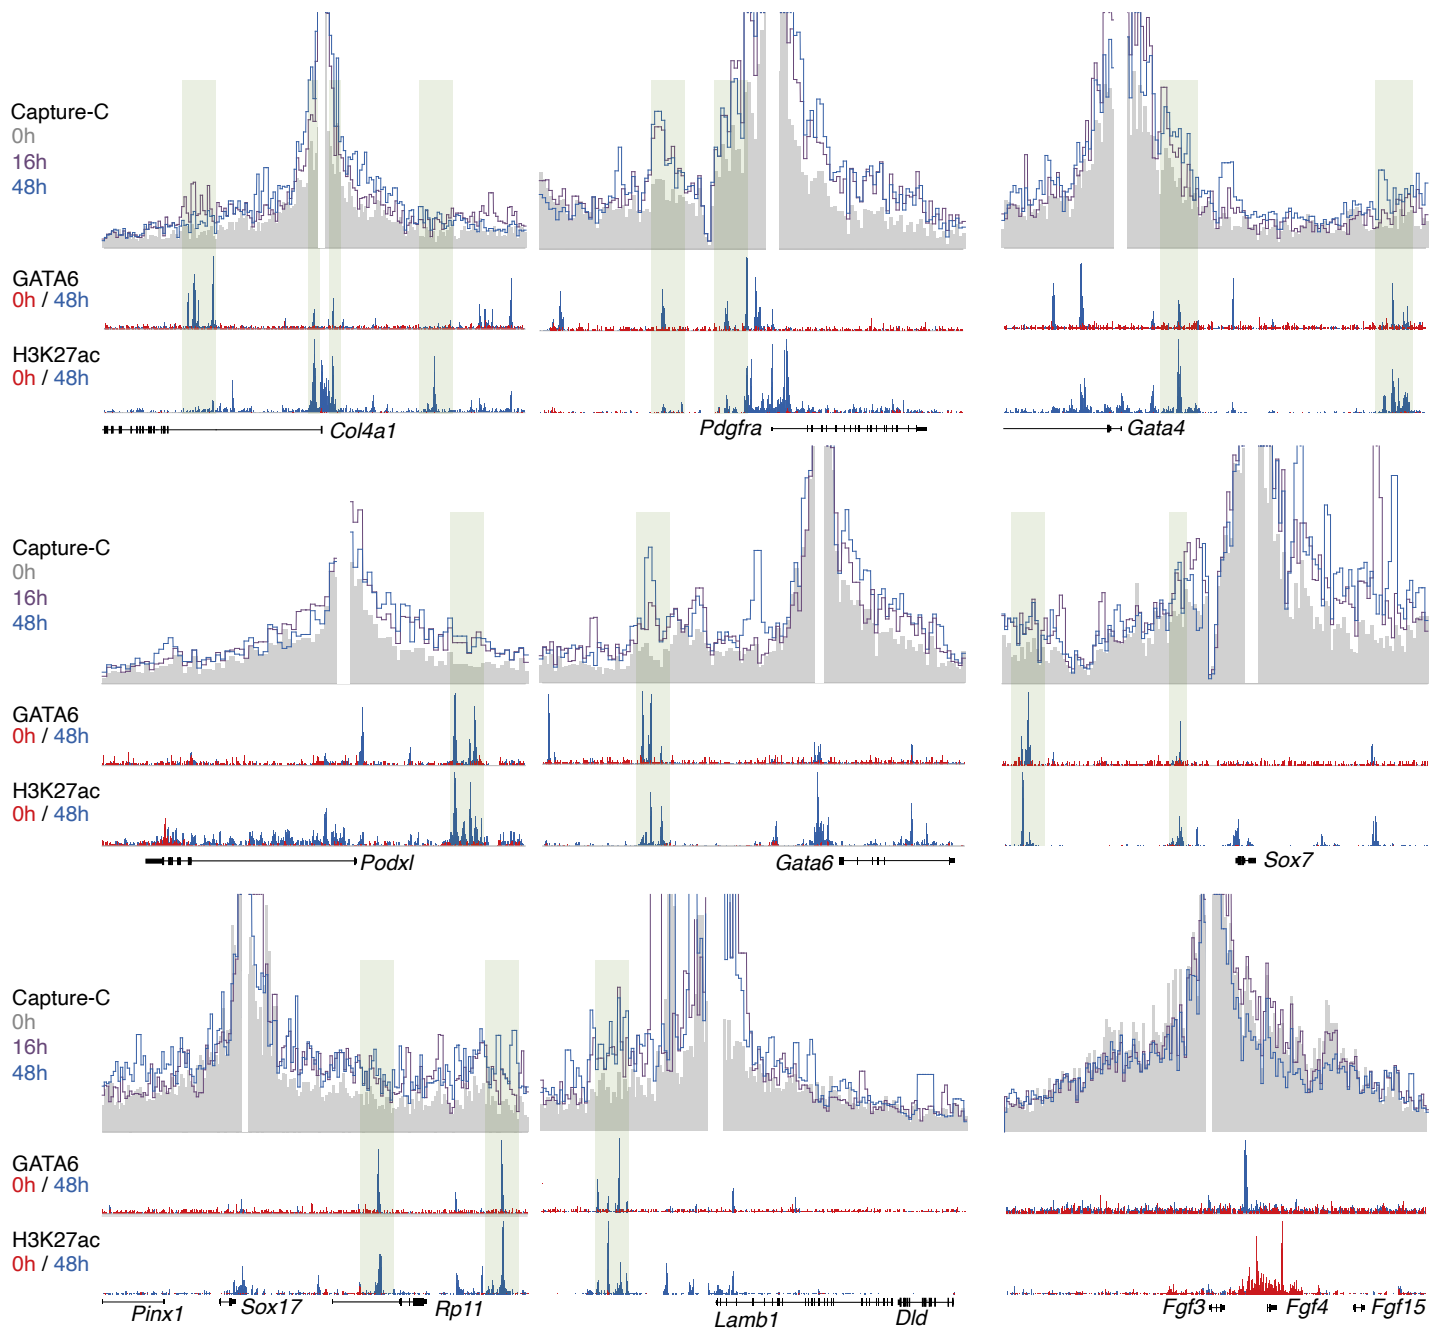 Capture-C
0h
16h
48h
GATA6
0h / 48h
H3K27ac
0h / 48h
Col4a1
Pdgfra
Gata4
Capture-C
0h
16h
48h
GATA6
0h / 48h
H3K27ac
0h / 48h
Podxl
Gata6
Sox7
Capture-C
0h
16h
48h
GATA6
0h / 48h
H3K27ac
0h / 48h
Pinx1
Sox17
Rp11
Lamb1
Dld
Fgf3
Fgf4
Fgf15